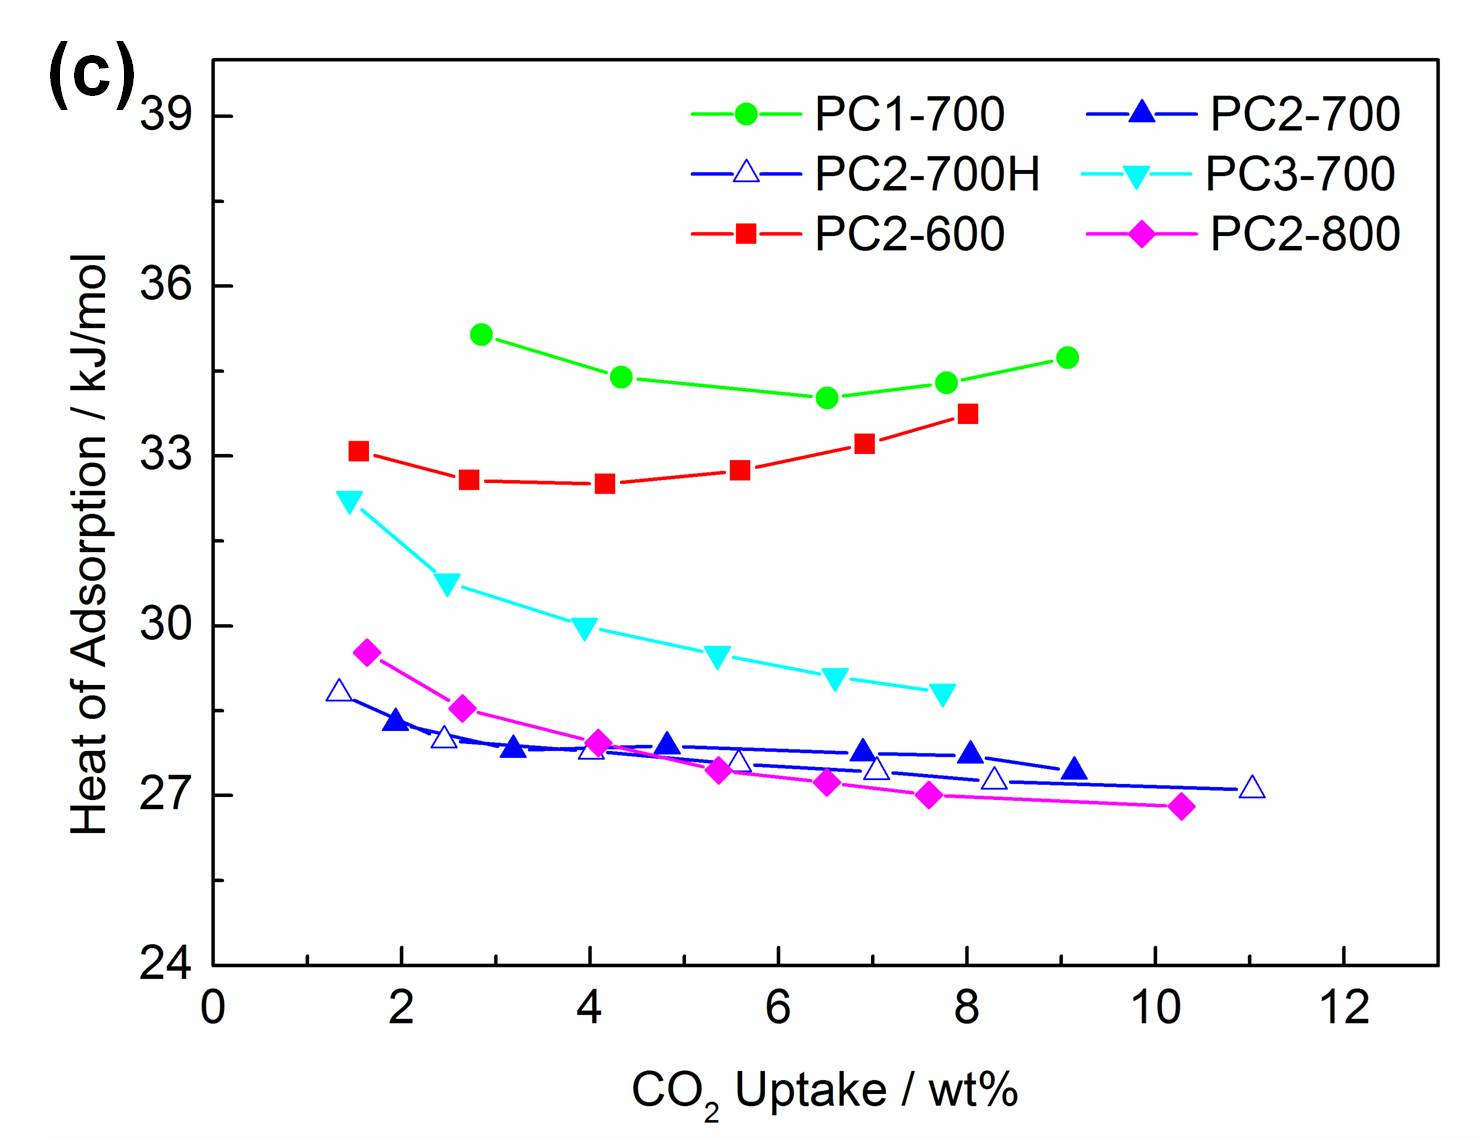 (c)
39
36
33
30
27
24
Heat of Adsorption / kJ/mol
PC1-700 PC2-700
PC2-700H PC3-700
PC2-600 PC2-800
0 2 4 6 8 10 12
CO₂ Uptake / wt%